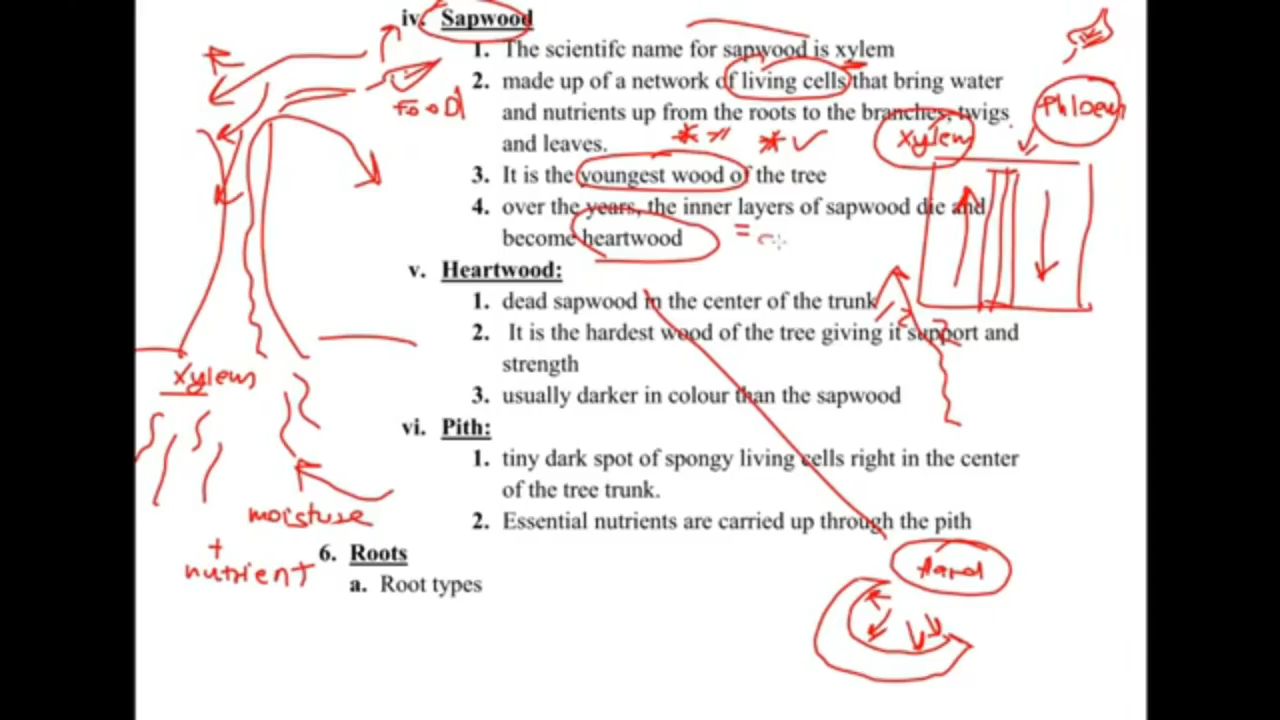 iv. Sapwood
1. The scientifc name for sapwood is xylem
2. made up of a network of living cells that bring water
and nutrients up from the roots to the branches, twigs
and leaves.
3. It is the youngest wood of the tree
4. over the years, the inner layers of sapwood die and
become heartwood
v. Heartwood:
1. dead sapwood in the center of the trunk
2. It is the hardest wood of the tree giving it support and
strength
3. usually darker in colour than the sapwood
vi. Pith:
1. tiny dark spot of spongy living cells right in the center
of the tree trunk.
2. Essential nutrients are carried up through the pith
6. Roots
a. Root types
FooD
Xylem
Phloem
Xylem
moisture
+
nutrient
Hard